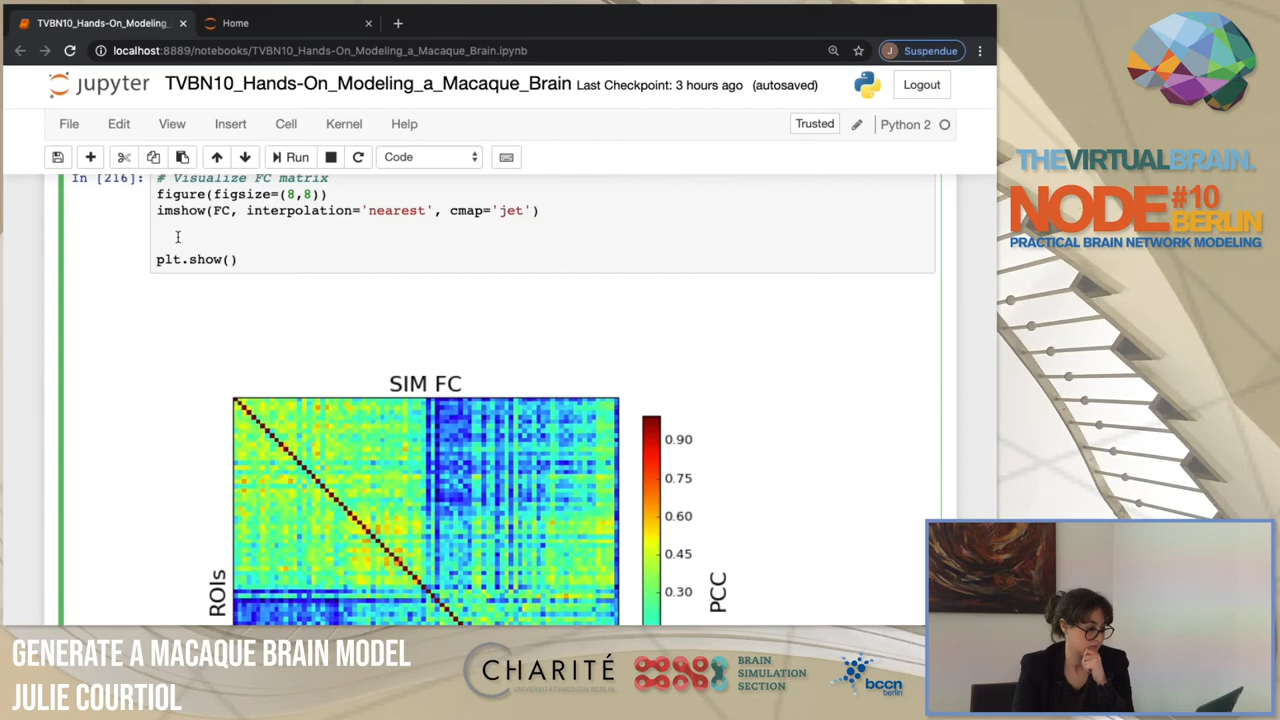 TVBN10_Hands-On_Modeling_
Home
localhost:8889/notebooks/TVBN10_Hands-On_Modeling_a_Macaque_Brain.ipynb
Suspendue
J
jupyter
TVBN10_Hands-On_Modeling_a_Macaque_Brain
Last Checkpoint: 3 hours ago
(autosaved)
Logout
File
Edit
View
Insert
Cell
Kernel
Help
Trusted
Python 2
Run
Code
In [216]:
# Visualize FC matrix
figure(figsize=(8,8))
imshow(FC, interpolation='nearest', cmap='jet')
plt.show()
SIM FC
0.90
0.75
0.60
0.45
0.30
ROIs
PCC
THEVIRTUALBRAIN.
NODE #10
BERLIN
PRACTICAL BRAIN NETWORK MODELING
GENERATE A MACAQUE BRAIN MODEL
JULIE COURTIOL
CHARITÉ
UNIVERSITÄTSMEDIZIN BERLIN
BRAIN
SIMULATION
SECTION
bccn
berlin